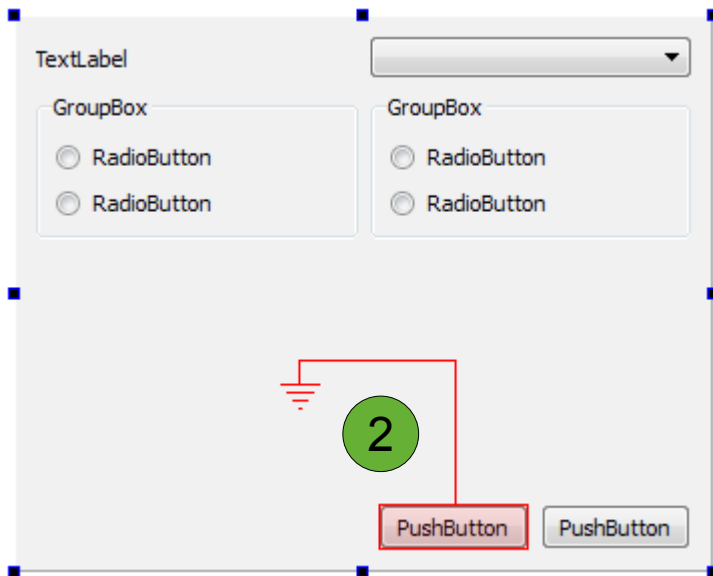 TextLabel
GroupBox
GroupBox
RadioButton
RadioButton
RadioButton
RadioButton
2
PushButton
PushButton